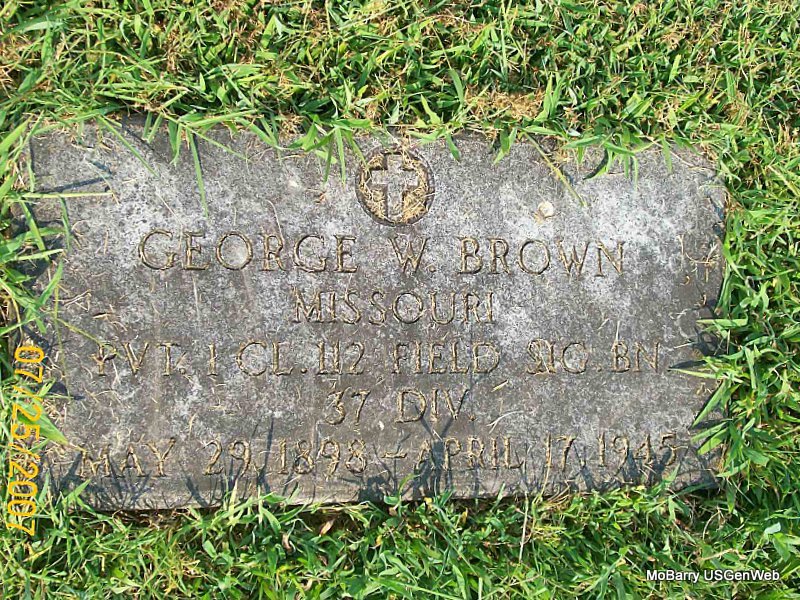 GEORGE W. BROWN
MISSOURI
PVT. 1 CL. 112 FIELD SIG. BN.
37 DIV.
MAY 29, 1898 – APRIL 17, 1945
07/25/2007
MoBarry USGenWeb